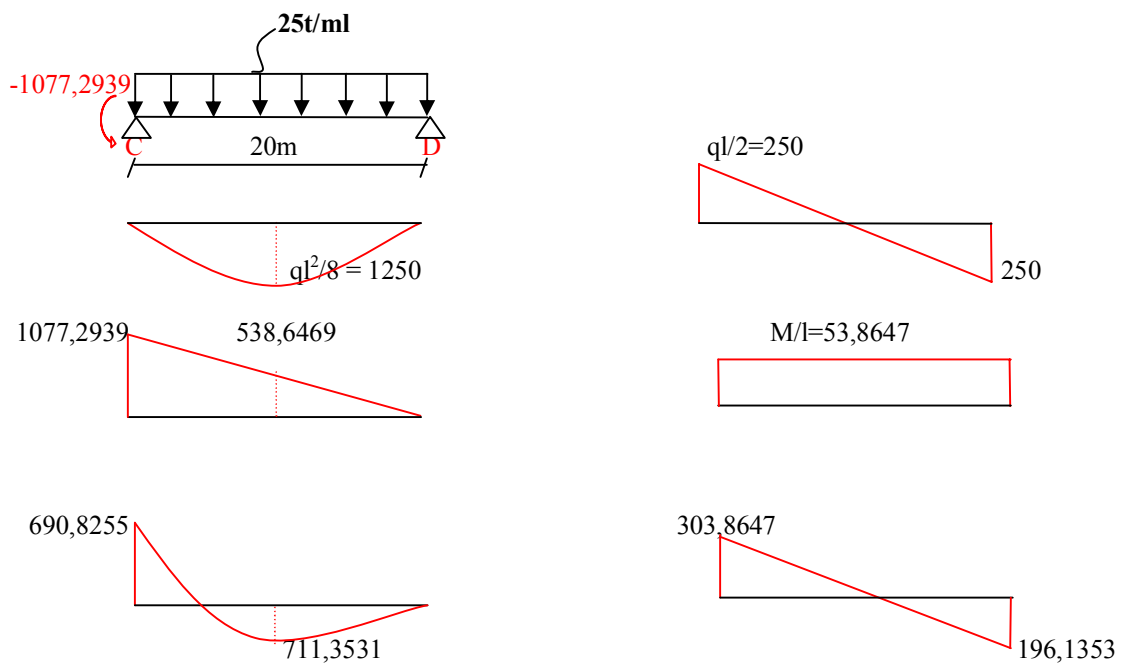 25t/ml
-1077,2939
C
D
20m
ql/2=250
ql²/8 = 1250
250
1077,2939
538,6469
M/l=53,8647
690,8255
303,8647
711,3531
196,1353